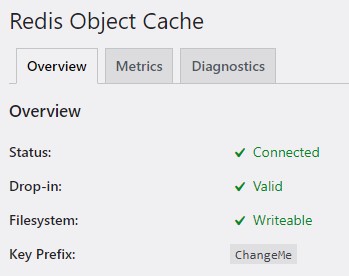 Redis Object Cache
Overview Metrics Diagnostics
Overview
Status: Connected
Drop-in: Valid
Filesystem: Writeable
Key Prefix: ChangeMe